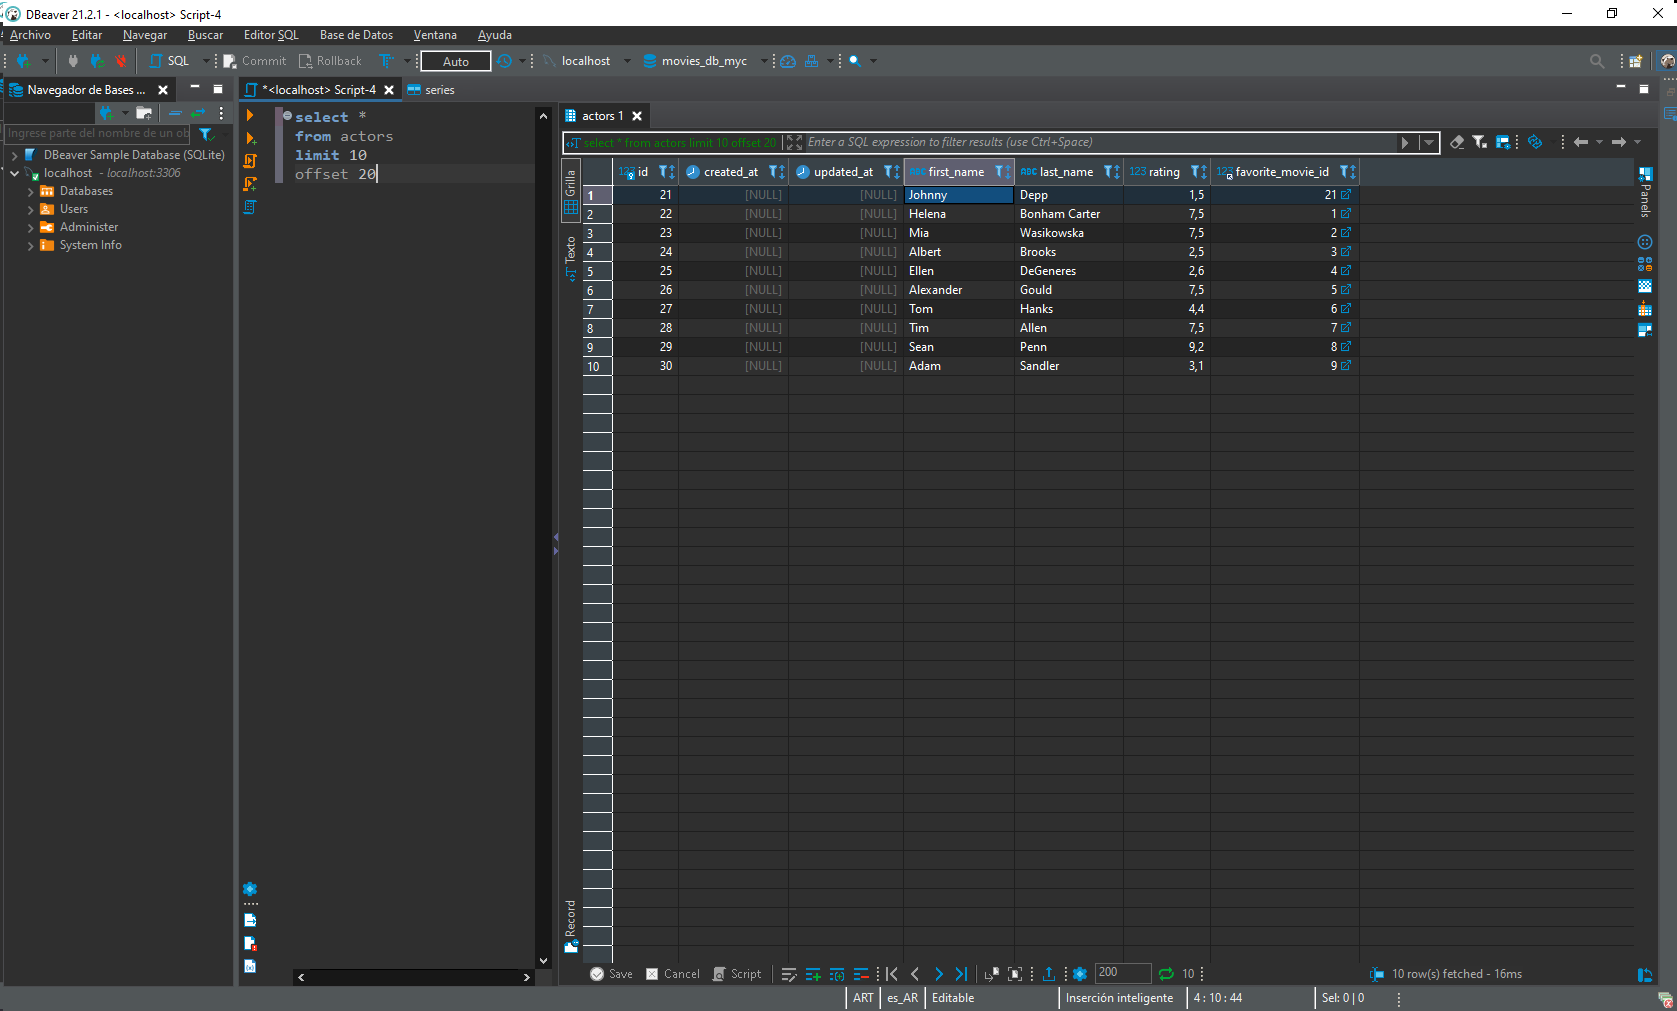 DBeaver 21.2.1 - <localhost> Script-4
Archivo Editar Navegar Buscar Editor SQL Base de Datos Ventana Ayuda
SQL Commit Rollback Auto localhost movies_db_myc
Navegador de Bases ...
*<localhost> Script-4 series
Ingrese parte del nombre de un ob
DBeaver Sample Database (SQLite)
localhost - localhost:3306
Databases
Users
Administer
System Info
select *
from actors
limit 10
offset 20
actors 1
select * from actors limit 10 offset 20 Enter a SQL expression to filter results (use Ctrl+Space)
Grilla
Texto
Record
123 id created_at updated_at ABC first_name ABC last_name 123 rating 123 favorite_movie_id
1 21 [NULL] [NULL] Johnny Depp 1,5 21
2 22 [NULL] [NULL] Helena Bonham Carter 7,5 1
3 23 [NULL] [NULL] Mia Wasikowska 7,5 2
4 24 [NULL] [NULL] Albert Brooks 2,5 3
5 25 [NULL] [NULL] Ellen DeGeneres 2,6 4
6 26 [NULL] [NULL] Alexander Gould 7,5 5
7 27 [NULL] [NULL] Tom Hanks 4,4 6
8 28 [NULL] [NULL] Tim Allen 7,5 7
9 29 [NULL] [NULL] Sean Penn 9,2 8
10 30 [NULL] [NULL] Adam Sandler 3,1 9
Panels
Save Cancel Script 200 10 10 row(s) fetched - 16ms
ART es_AR Editable Inserción inteligente 4 : 10 : 44 Sel: 0 | 0